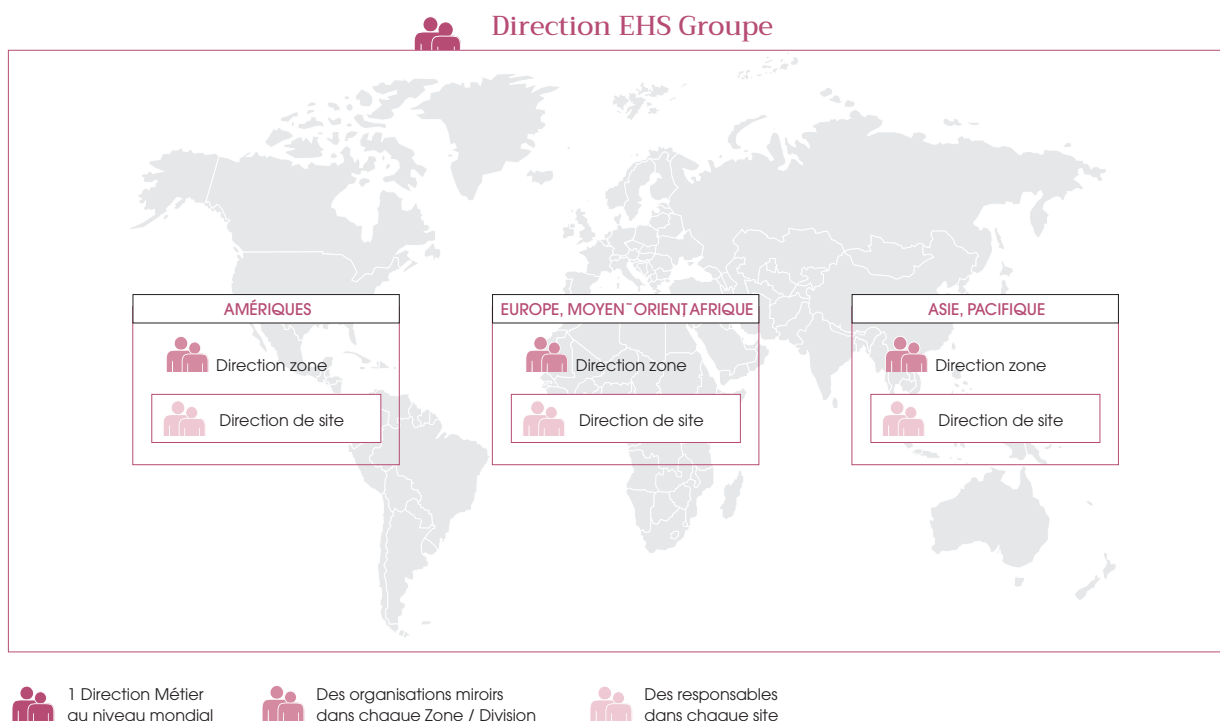 Direction EHS Groupe
AMÉRIQUES
Direction zone
Direction de site
EUROPE, MOYEN-ORIENT, AFRIQUE
Direction zone
Direction de site
ASIE, PACIFIQUE
Direction zone
Direction de site
1 Direction Métier
au niveau mondial
Des organisations miroirs
dans chaque Zone / Division
Des responsables
dans chaque site